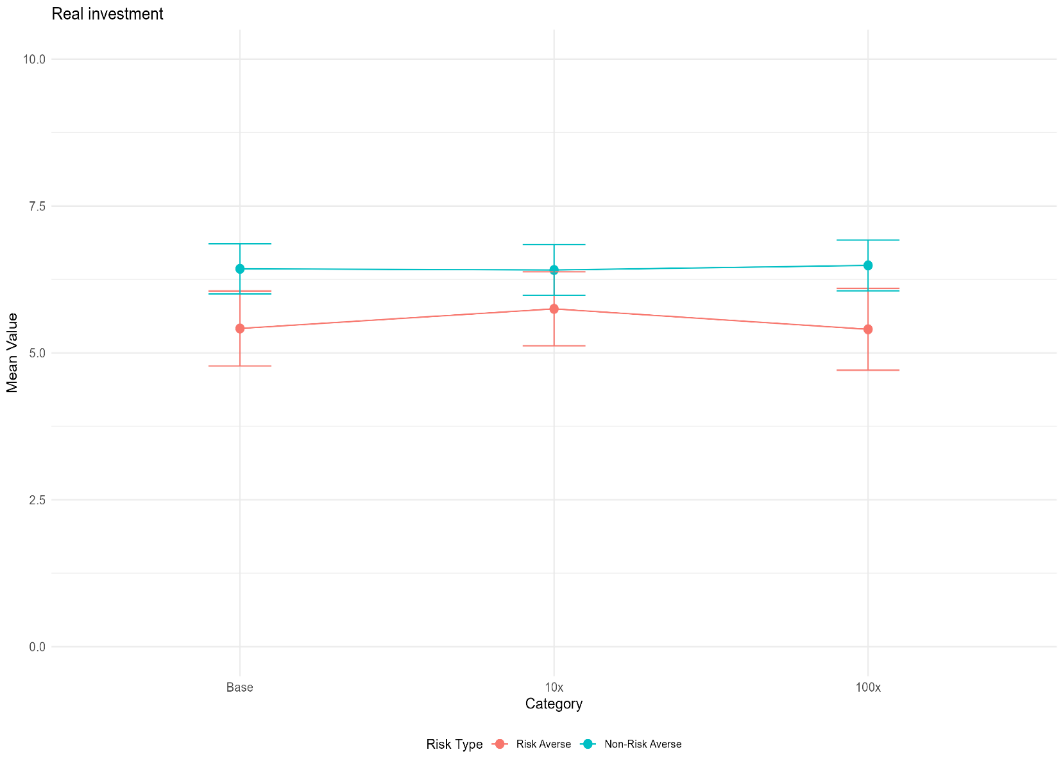 Real investment
10.0
7.5
5.0
2.5
0.0
Mean Value
Base 10x 100x
Category
Risk Type Risk Averse Non-Risk Averse